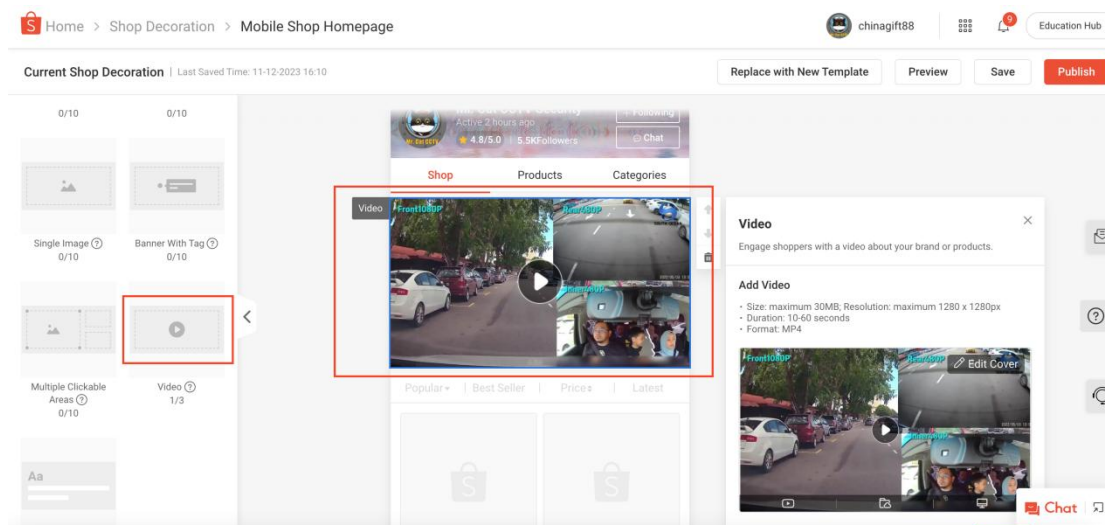 Home > Shop Decoration > Mobile Shop Homepage
chinagift88
9
Education Hub
Current Shop Decoration | Last Saved Time: 11-12-2023 16:10
Replace with New Template
Preview
Save
Publish
0/10
0/10
Single Image
0/10
Banner With Tag
0/10
Multiple Clickable
Areas
0/10
Video
1/3
Aa
Active 2 hours ago
4.8/5.0 | 5.5KFollowers
+ Following
Chat
Shop
Products
Categories
Video
Front1080P
Rear480P
Popular
Best Seller
Price
Latest
Video
Engage shoppers with a video about your brand or products.
Add Video
• Size: maximum 30MB; Resolution: maximum 1280 x 1280px
• Duration: 10-60 seconds
• Format: MP4
Front1080P
Rear480P
Edit Cover
Chat